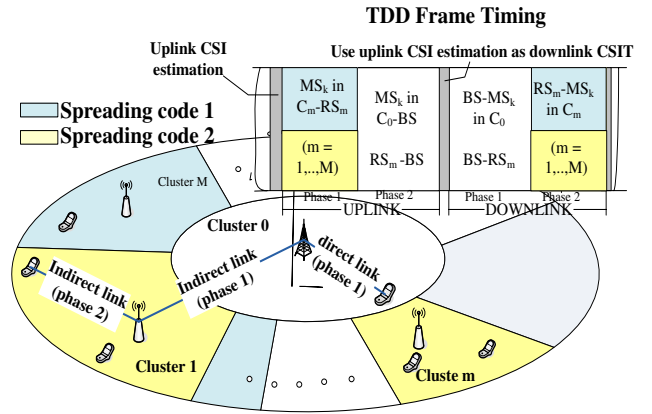 TDD Frame Timing
Uplink CSI
estimation
Use uplink CSI estimation as downlink CSIT
MSk in
Cm-RSm
(m =
1,..,M)
MSk in
C0-BS
RSm -BS
BS-MSk
in C0
BS-RSm
RSm-MSk
in Cm
(m =
1,..,M)
Phase 1
Phase 2
Phase 1
Phase 2
UPLINK
DOWNLINK
Spreading code 1
Spreading code 2
Cluster M
Cluster 0
direct link
(phase 1)
Indirect link
(phase 1)
Indirect link
(phase 2)
Cluster 1
Cluste m